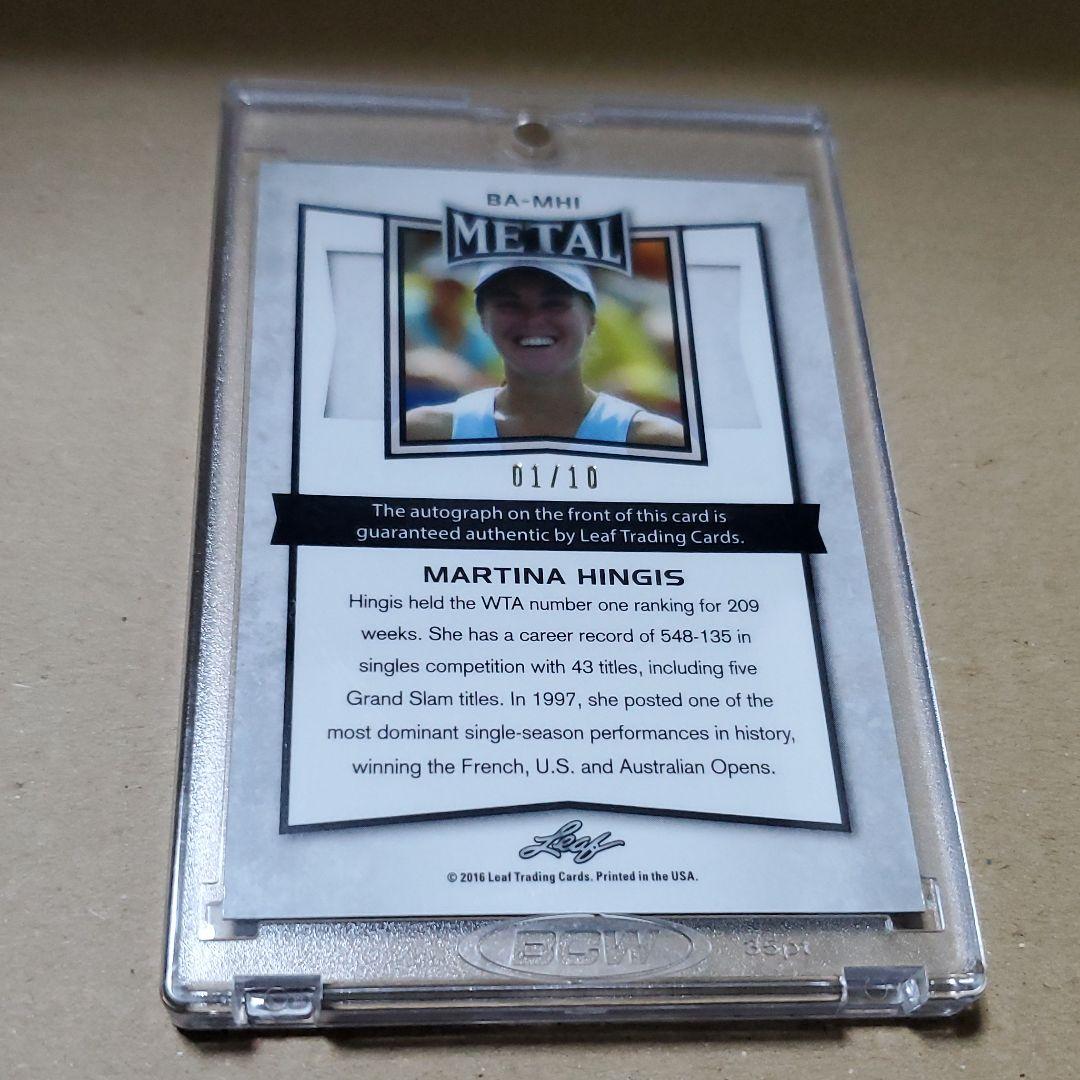 BA-MHI
METAL
01/10
The autograph on the front of this card is
guaranteed authentic by Leaf Trading Cards.
MARTINA HINGIS
Hingis held the WTA number one ranking for 209
weeks. She has a career record of 548-135 in
singles competition with 43 titles, including five
Grand Slam titles. In 1997, she posted one of the
most dominant single-season performances in history,
winning the French, U.S. and Australian Opens.
Leaf
© 2016 Leaf Trading Cards. Printed in the USA.
BCW 35pt